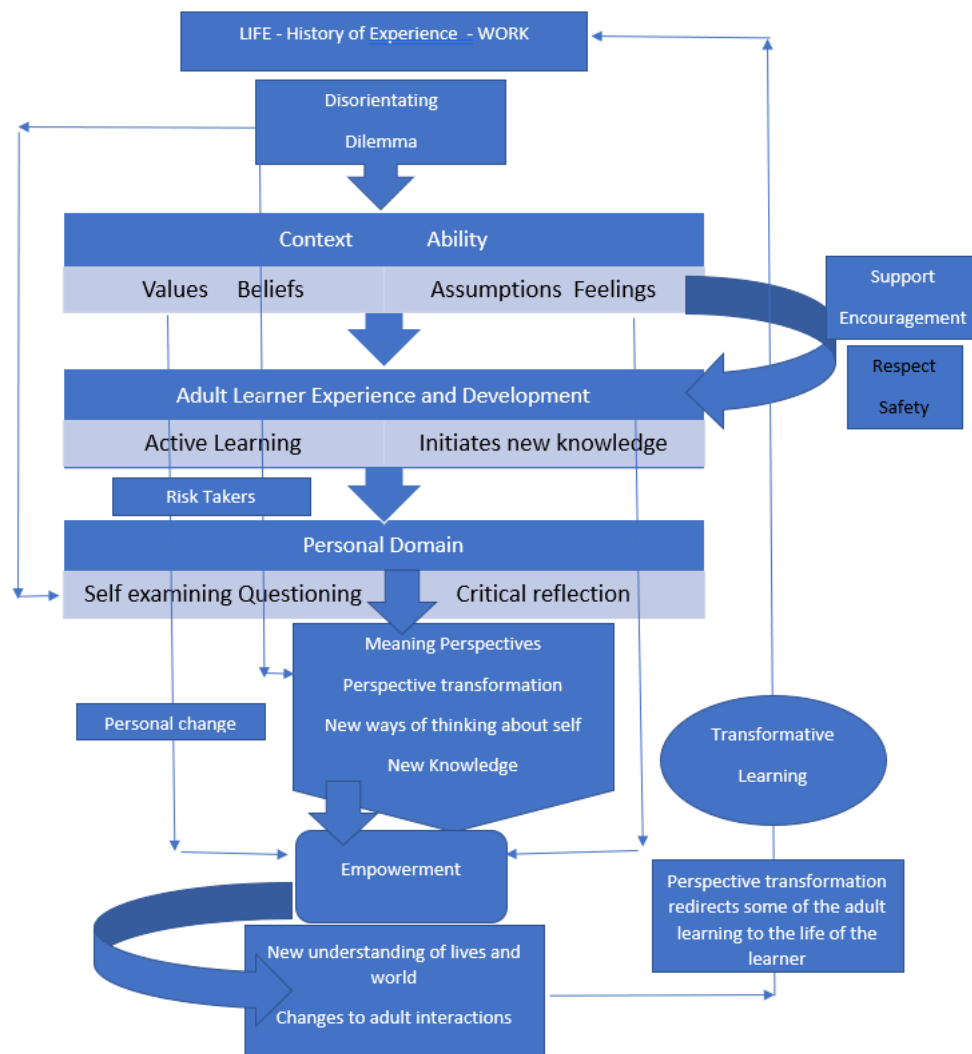 LIFE - History of Experience - WORK
Disorientating
Dilemma
Context Ability
Values Beliefs Assumptions Feelings
Support
Encouragement
Respect
Safety
Adult Learner Experience and Development
Active Learning Initiates new knowledge
Risk Takers
Personal Domain
Self examining Questioning Critical reflection
Meaning Perspectives
Perspective transformation
New ways of thinking about self
New Knowledge
Personal change
Transformative
Learning
Empowerment
Perspective transformation
redirects some of the adult
learning to the life of the
learner
New understanding of lives and
world
Changes to adult interactions